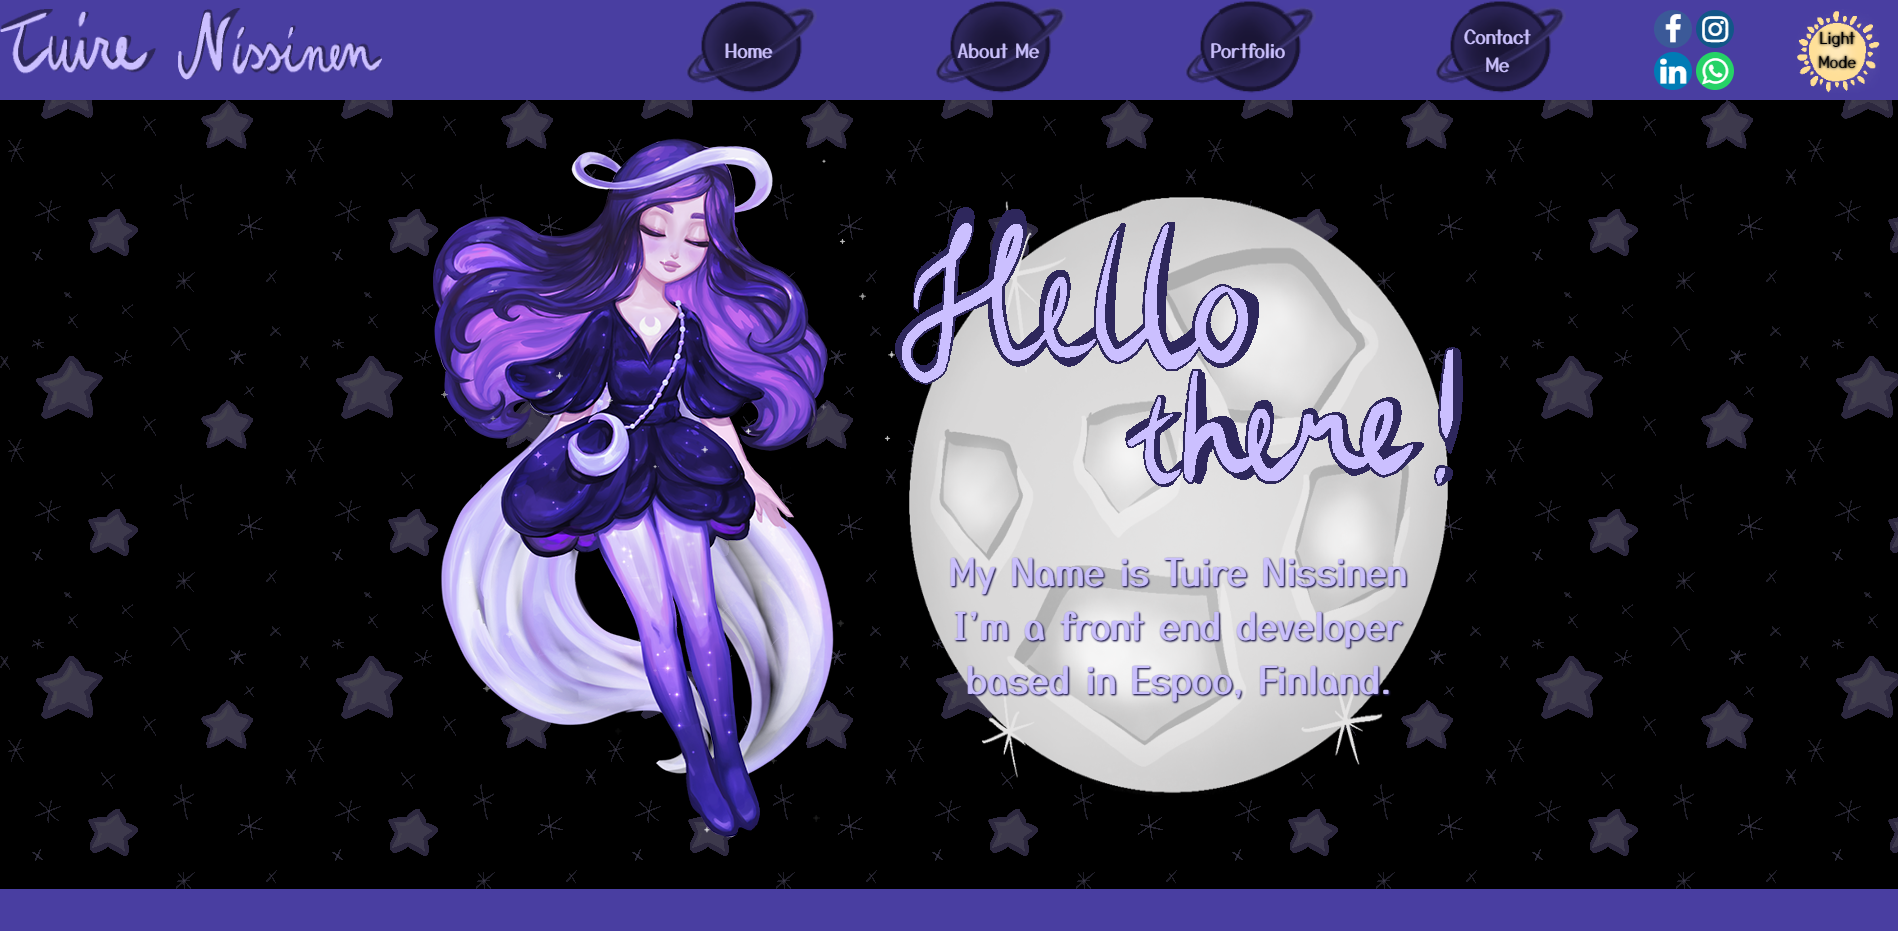 Tuire Nissinen
Home
About Me
Portfolio
Contact
Me
Light
Mode
Hello
there!
My Name is Tuire Nissinen
I'm a front end developer
based in Espoo, Finland.